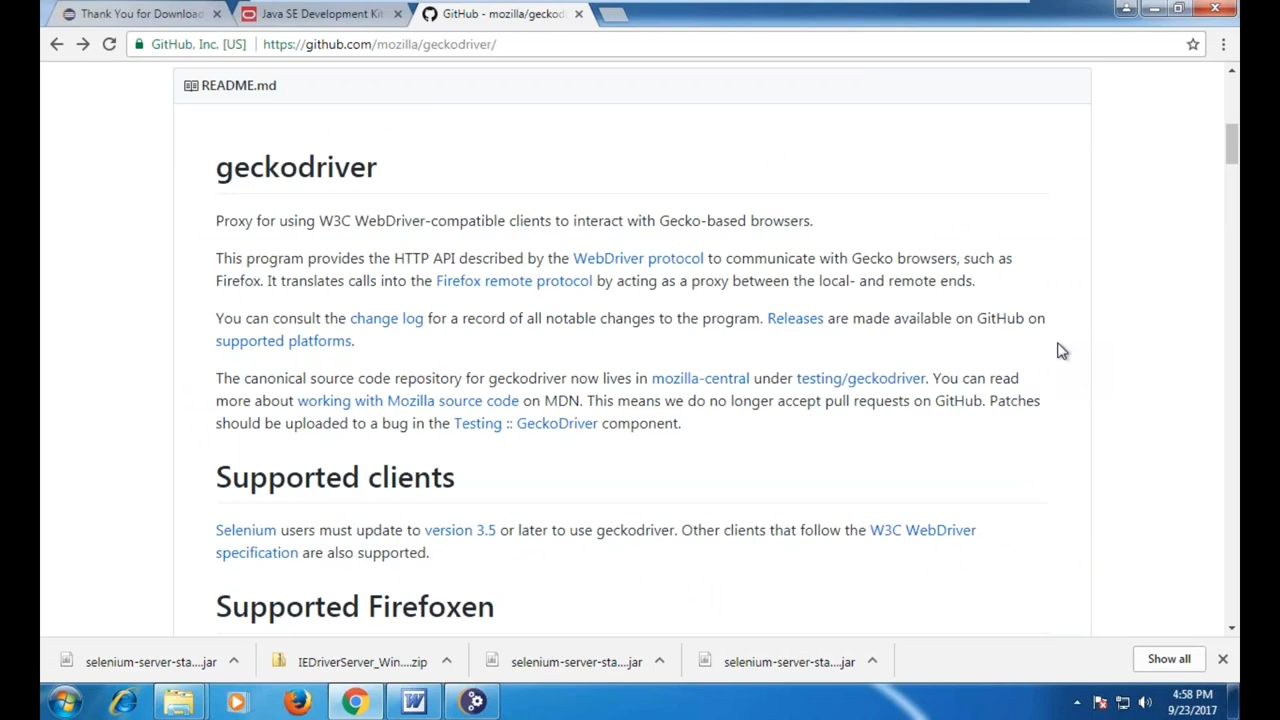 Thank You for Download
Java SE Development Kit
GitHub - mozilla/geckod
GitHub, Inc. [US]
https://github.com/mozilla/geckodriver/
README.md
geckodriver
Proxy for using W3C WebDriver-compatible clients to interact with Gecko-based browsers.
This program provides the HTTP API described by the WebDriver protocol to communicate with Gecko browsers, such as
Firefox. It translates calls into the Firefox remote protocol by acting as a proxy between the local- and remote ends.
You can consult the change log for a record of all notable changes to the program. Releases are made available on GitHub on
supported platforms.
The canonical source code repository for geckodriver now lives in mozilla-central under testing/geckodriver. You can read
more about working with Mozilla source code on MDN. This means we do no longer accept pull requests on GitHub. Patches
should be uploaded to a bug in the Testing :: GeckoDriver component.
Supported clients
Selenium users must update to version 3.5 or later to use geckodriver. Other clients that follow the W3C WebDriver
specification are also supported.
Supported Firefoxen
selenium-server-sta....jar
IEDriverServer_Win....zip
selenium-server-sta....jar
selenium-server-sta....jar
Show all
4:58 PM
9/23/2017